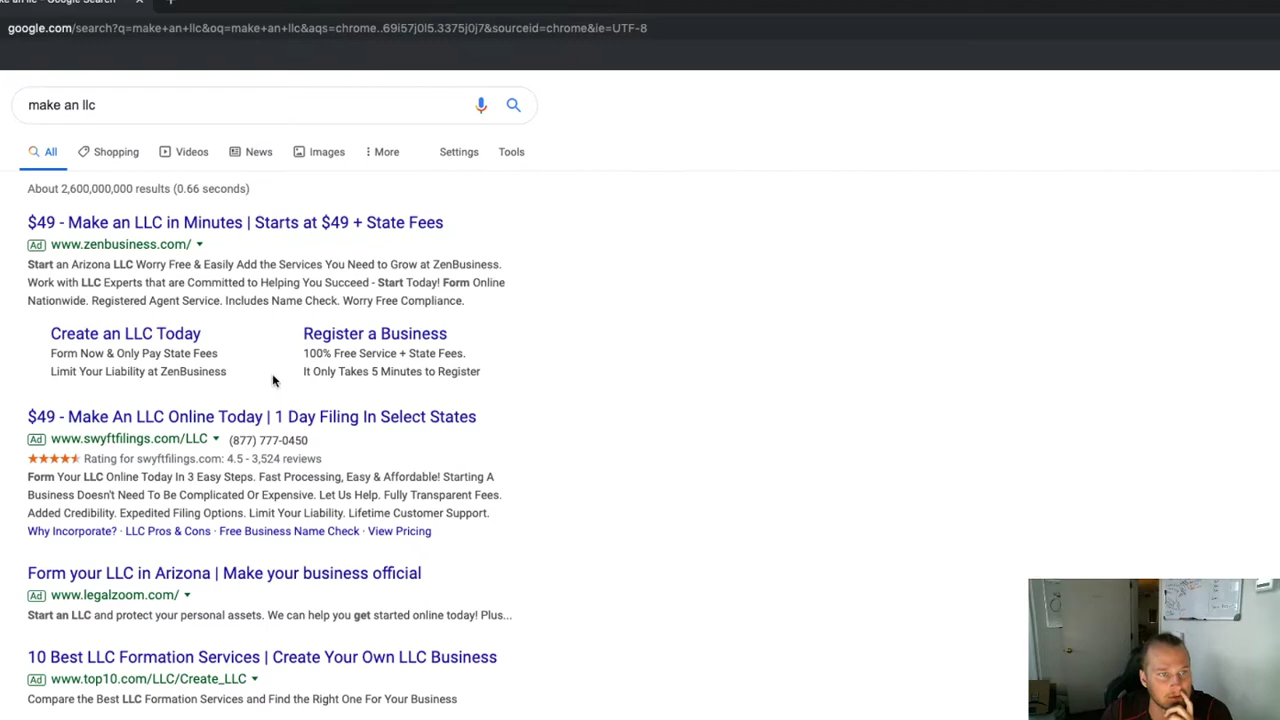 ke an llc - Google Search
google.com/search?q=make+an+llc&oq=make+an+llc&aqs=chrome..69i57j0l5.3375j0j7&sourceid=chrome&ie=UTF-8
make an llc
All Shopping Videos News Images More Settings Tools
About 2,600,000,000 results (0.66 seconds)
$49 - Make an LLC in Minutes | Starts at $49 + State Fees
Ad www.zenbusiness.com/
Start an Arizona LLC Worry Free & Easily Add the Services You Need to Grow at ZenBusiness.
Work with LLC Experts that are Committed to Helping You Succeed - Start Today! Form Online
Nationwide. Registered Agent Service. Includes Name Check. Worry Free Compliance.
Create an LLC Today
Form Now & Only Pay State Fees
Limit Your Liability at ZenBusiness
Register a Business
100% Free Service + State Fees.
It Only Takes 5 Minutes to Register
$49 - Make An LLC Online Today | 1 Day Filing In Select States
Ad www.swyftfilings.com/LLC (877) 777-0450
Rating for swyftfilings.com: 4.5 - 3,524 reviews
Form Your LLC Online Today In 3 Easy Steps. Fast Processing, Easy & Affordable! Starting A
Business Doesn't Need To Be Complicated Or Expensive. Let Us Help. Fully Transparent Fees.
Added Credibility. Expedited Filing Options. Limit Your Liability. Lifetime Customer Support.
Why Incorporate? · LLC Pros & Cons · Free Business Name Check · View Pricing
Form your LLC in Arizona | Make your business official
Ad www.legalzoom.com/
Start an LLC and protect your personal assets. We can help you get started online today! Plus...
10 Best LLC Formation Services | Create Your Own LLC Business
Ad www.top10.com/LLC/Create_LLC
Compare the Best LLC Formation Services and Find the Right One For Your Business